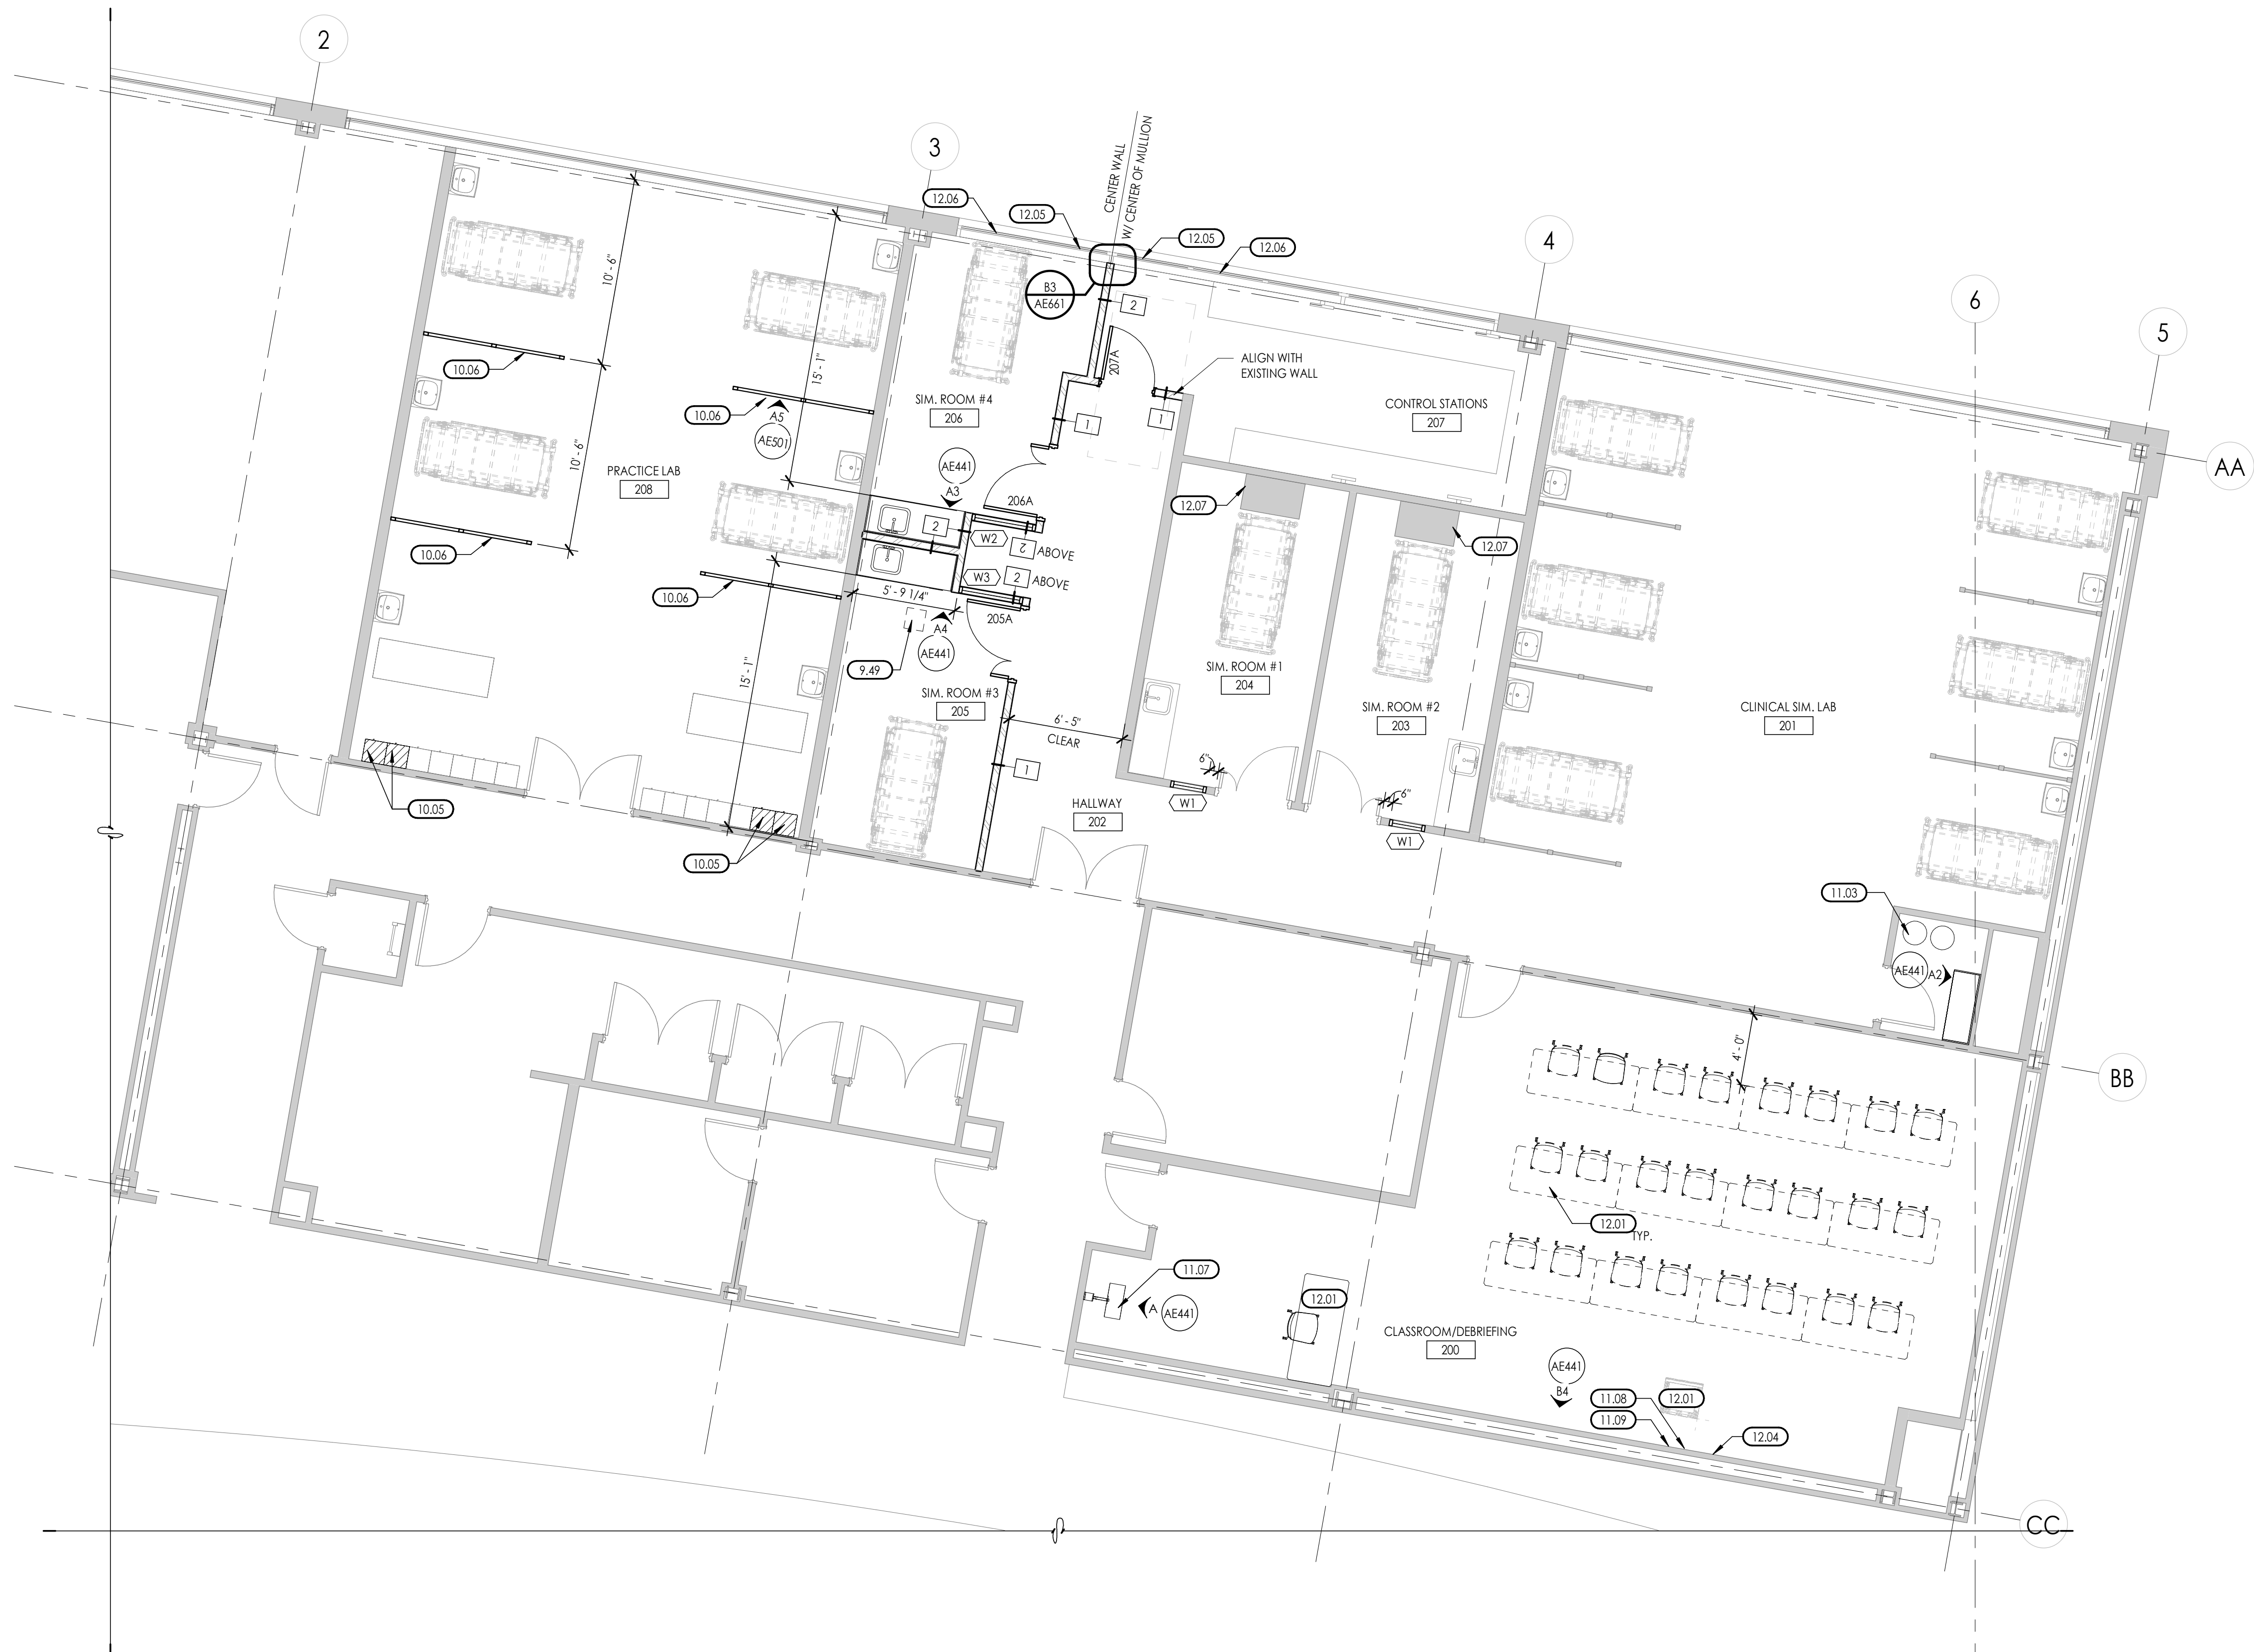 2
3
4
6
5
AA
BB
CC
CENTER WALL
W/ CENTER OF MULLION
12.06
12.05
12.05
12.06
B3
AE661
10' - 6"
10' - 6"
15' - 1"
15' - 1"
10.06
10.06
10.06
10.06
A5
AE501
PRACTICE LAB
208
SIM. ROOM #4
206
AE441
A3
206A
2
207A
1
1
ALIGN WITH
EXISTING WALL
CONTROL STATIONS
207
12.07
12.07
2
W2
2
ABOVE
W3
2
ABOVE
5' - 9 1/4"
205A
A4
AE441
9.49
SIM. ROOM #3
205
6' - 5"
CLEAR
1
SIM. ROOM #1
204
SIM. ROOM #2
203
CLINICAL SIM. LAB
201
6"
6"
W1
W1
HALLWAY
202
10.05
10.05
11.03
AE441
A2
4' - 0"
12.01
TYP.
11.07
A
AE441
12.01
CLASSROOM/DEBRIEFING
200
AE441
B4
11.08
12.01
11.09
12.04